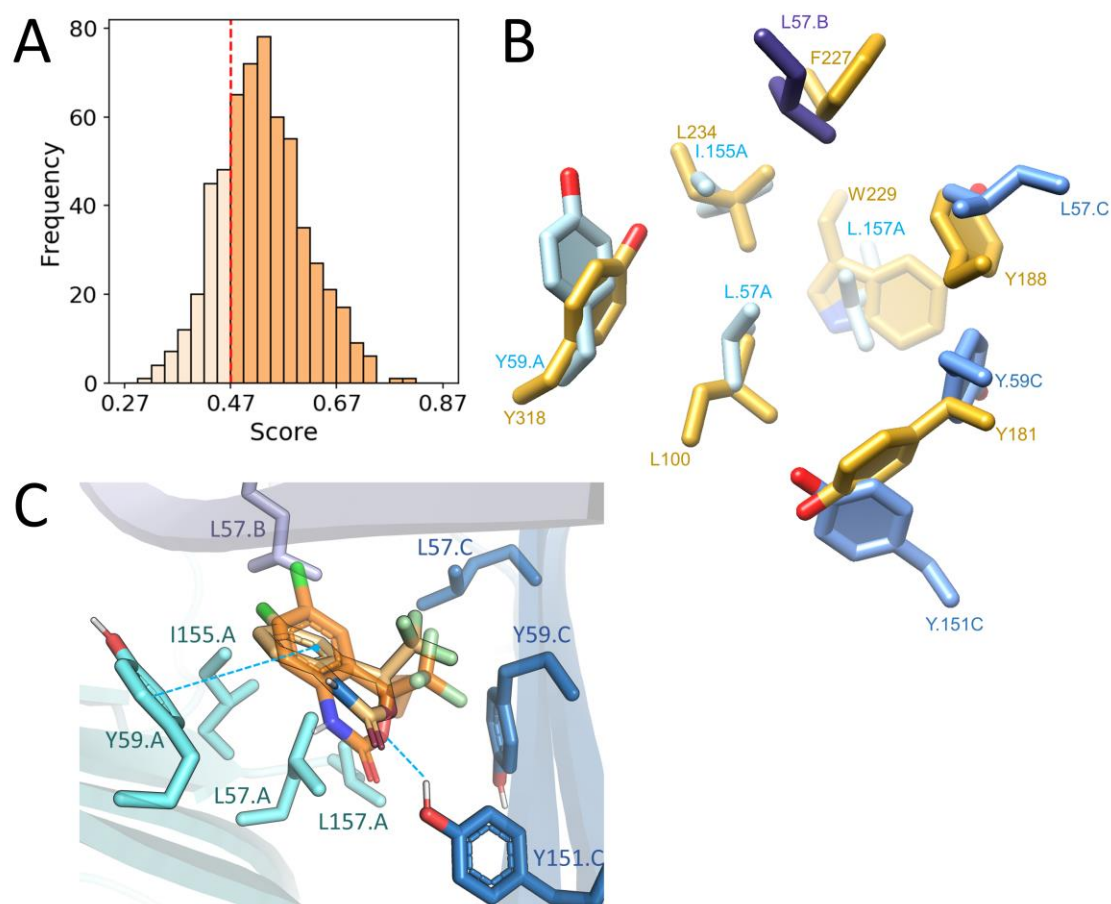 A
Frequency
80
60
40
20
0
0.27 0.47 0.67 0.87
Score
B
L57.B
F227
L234
I.155A
W229
L.157A
L57.C
Y188
L.57A
Y59.A
Y318
L100
Y.59C
Y181
Y.151C
C
L57.B
L57.C
I155.A
Y59.C
Y59.A
L57.A
L157.A
Y151.C